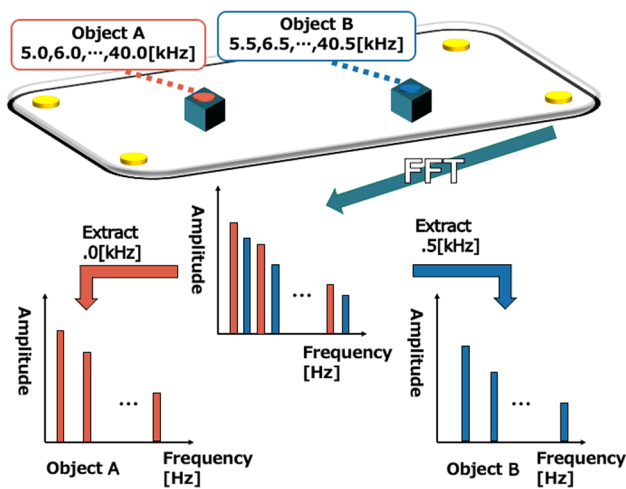 Object A
5.0,6.0,···,40.0[kHz]
Object B
5.5,6.5,···,40.5[kHz]
FFT
Extract
.0[kHz]
Amplitude
···
Frequency
[Hz]
Extract
.5[kHz]
Amplitude
···
Object A
Frequency
[Hz]
Amplitude
···
Object B
Frequency
[Hz]